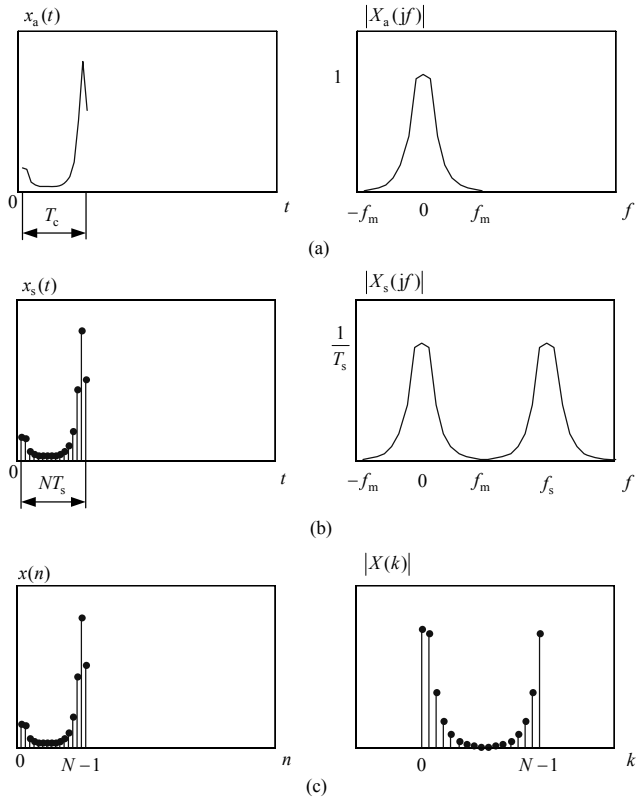 x_a(t)
|X_a(jf)|
1
0
T_c
t
−f_m
0
f_m
f
(a)
x_s(t)
|X_s(jf)|
1/T_s
0
NT_s
t
−f_m
0
f_m
f_s
f
(b)
x(n)
|X(k)|
0
N−1
n
0
N−1
k
(c)